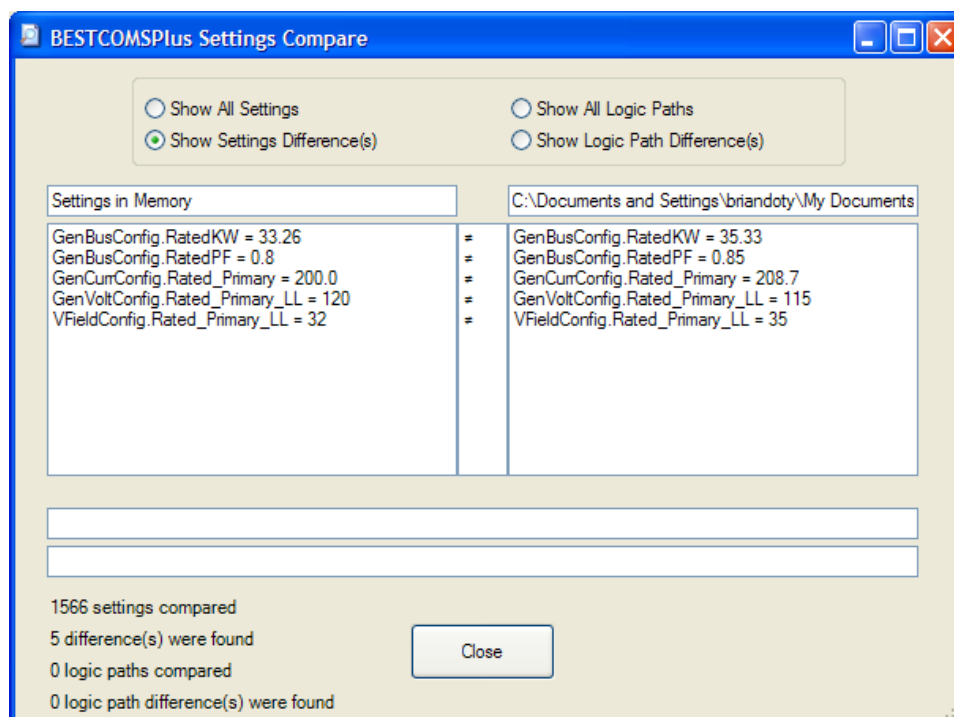 BESTCOMSPlus Settings Compare
Show All Settings
Show All Logic Paths
Show Settings Difference(s)
Show Logic Path Difference(s)
Settings in Memory
C:\Documents and Settings\briandoty\My Documents
GenBusConfig.RatedKW = 33.26 ≠ GenBusConfig.RatedKW = 35.33
GenBusConfig.RatedPF = 0.8 ≠ GenBusConfig.RatedPF = 0.85
GenCurrConfig.Rated_Primary = 200.0 ≠ GenCurrConfig.Rated_Primary = 208.7
GenVoltConfig.Rated_Primary_LL = 120 ≠ GenVoltConfig.Rated_Primary_LL = 115
VFieldConfig.Rated_Primary_LL = 32 ≠ VFieldConfig.Rated_Primary_LL = 35
1566 settings compared
5 difference(s) were found
0 logic paths compared
0 logic path difference(s) were found
Close